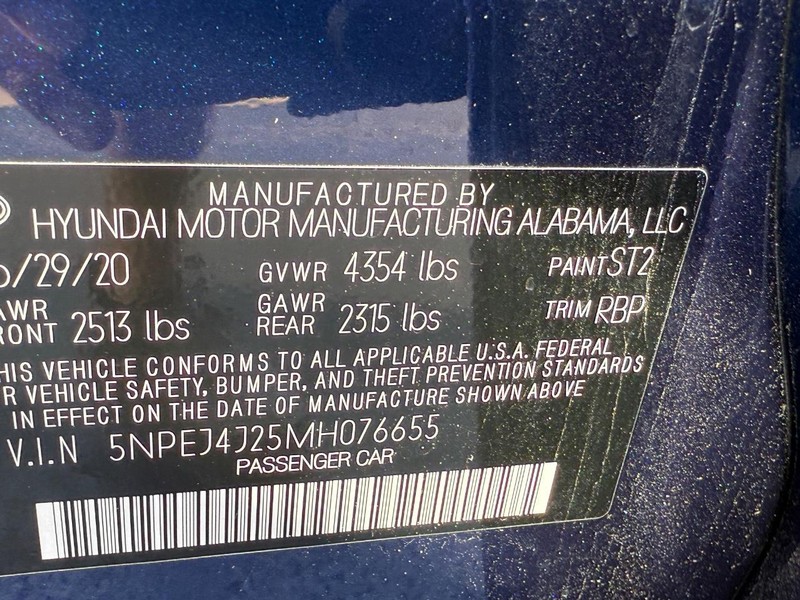 MANUFACTURED BY
HYUNDAI MOTOR MANUFACTURING ALABAMA, LLC
/29/20 GVWR 4354 lbs PAINT ST2
AWR FRONT 2513 lbs GAWR REAR 2315 lbs TRIM RBP
HIS VEHICLE CONFORMS TO ALL APPLICABLE U.S.A. FEDERAL
R VEHICLE SAFETY, BUMPER, AND THEFT PREVENTION STANDARDS
IN EFFECT ON THE DATE OF MANUFACTURE SHOWN ABOVE
V.I.N 5NPEJ4J25MH076655
PASSENGER CAR